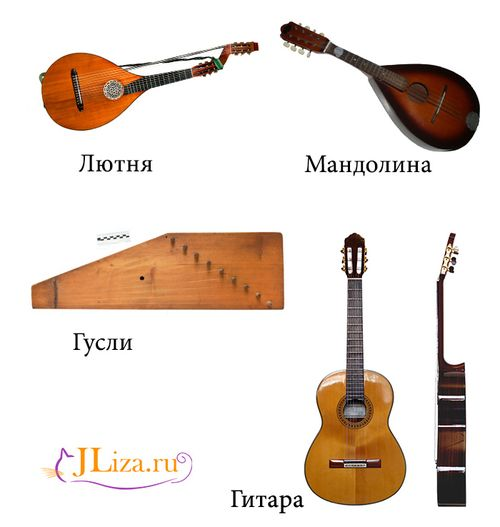 Лютня
Мандолина
Гусли
JLiza.ru
Гитара